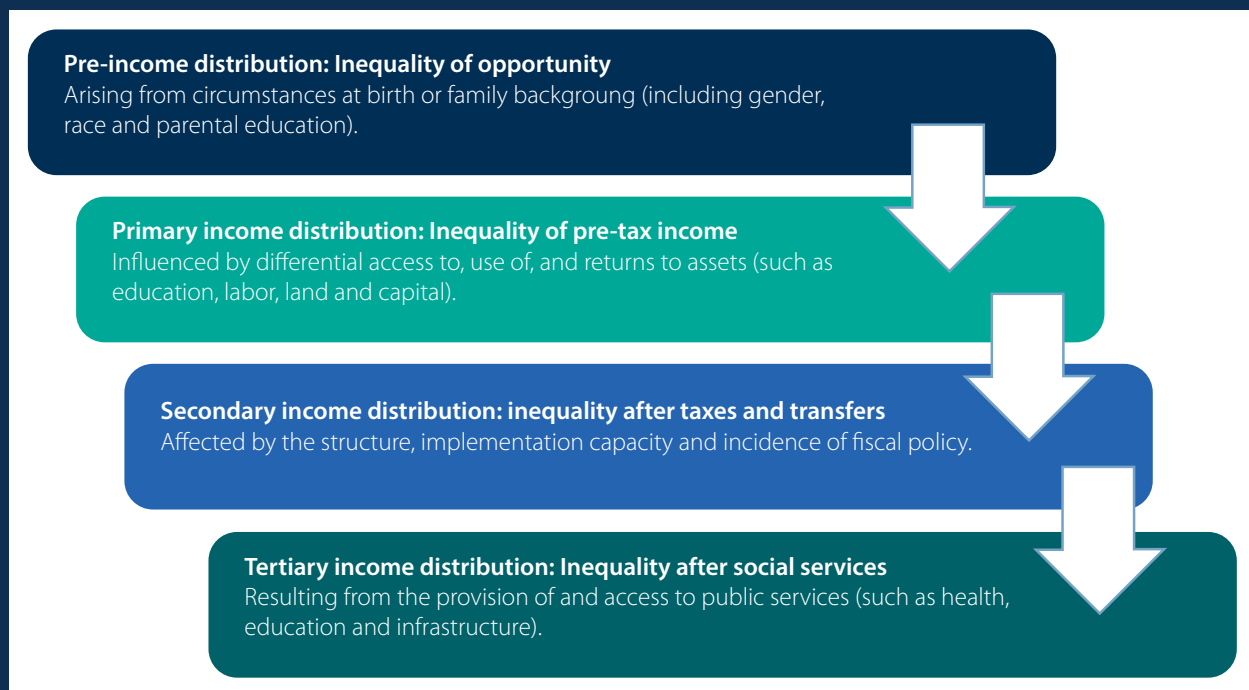 Pre-income distribution: Inequality of opportunity
Arising from circumstances at birth or family backgroung (including gender,
race and parental education).
Primary income distribution: Inequality of pre-tax income
Influenced by differential access to, use of, and returns to assets (such as
education, labor, land and capital).
Secondary income distribution: inequality after taxes and transfers
Affected by the structure, implementation capacity and incidence of fiscal policy.
Tertiary income distribution: Inequality after social services
Resulting from the provision of and access to public services (such as health,
education and infrastructure).